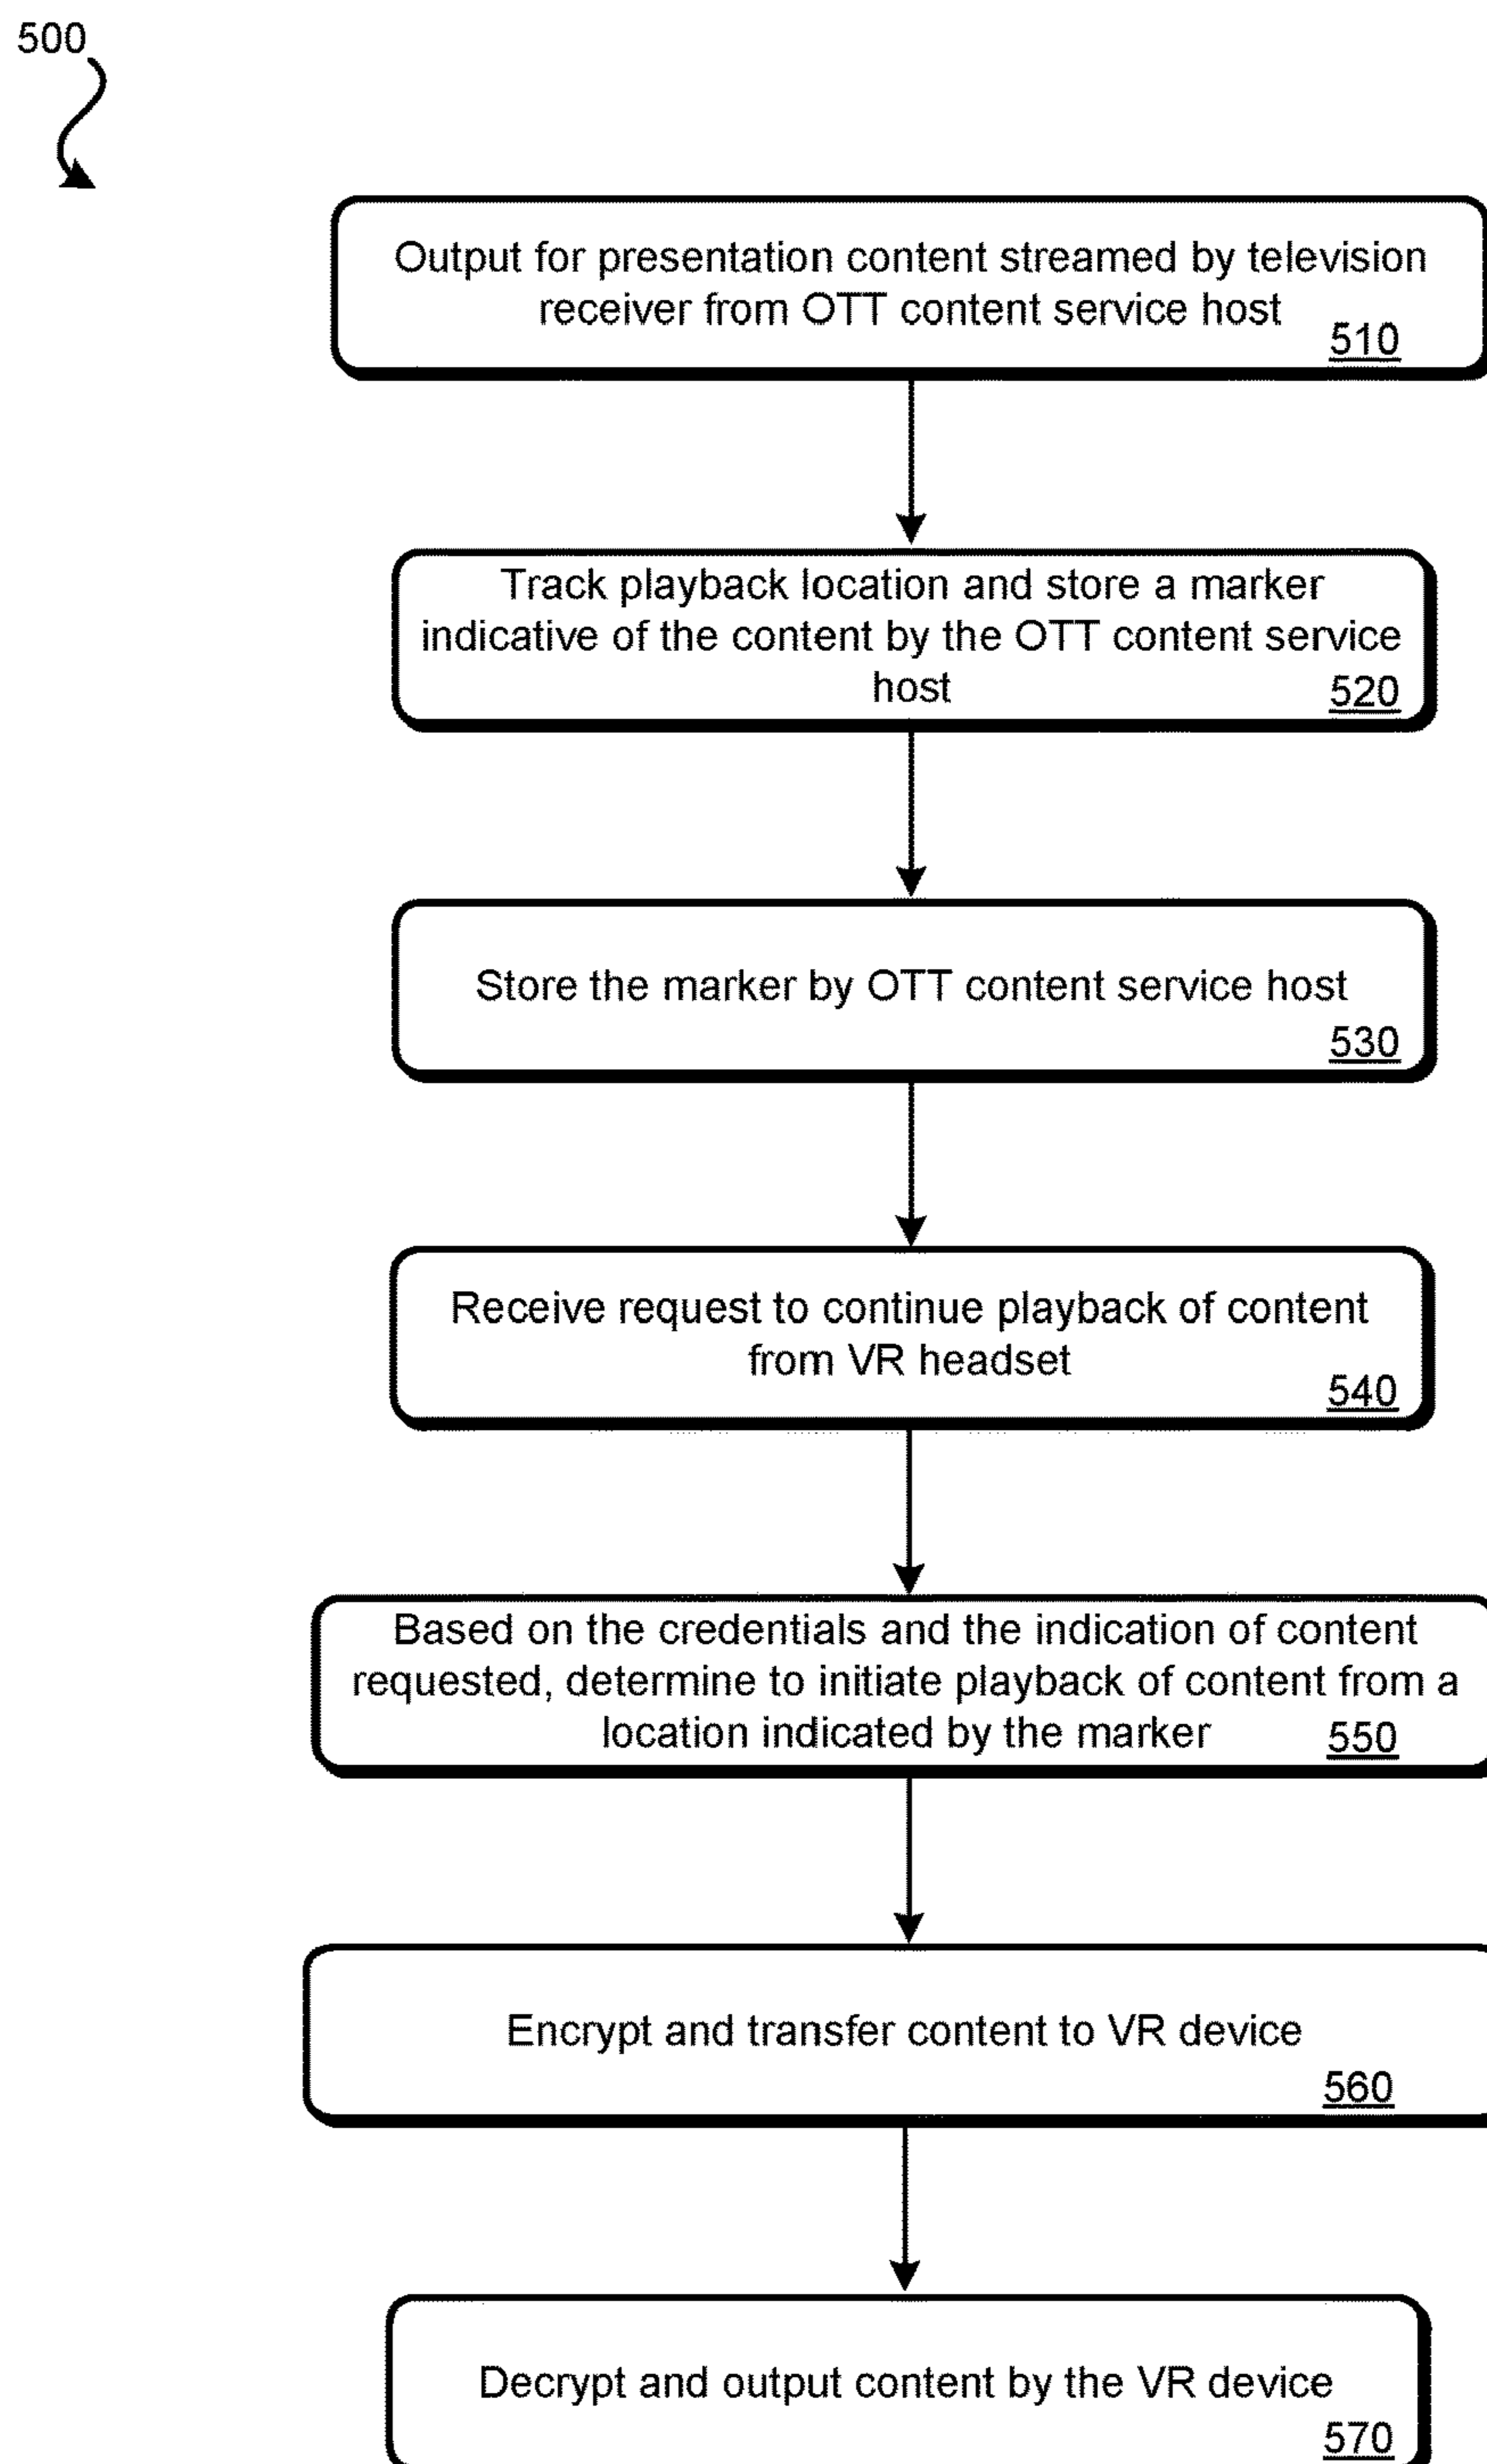 500
Output for presentation content streamed by television
receiver from OTT content service host
510
Track playback location and store a marker
indicative of the content by the OTT content service
host
520
Store the marker by OTT content service host
530
Receive request to continue playback of content
from VR headset
540
Based on the credentials and the indication of content
requested, determine to initiate playback of content from a
location indicated by the marker
550
Encrypt and transfer content to VR device
560
Decrypt and output content by the VR device
570